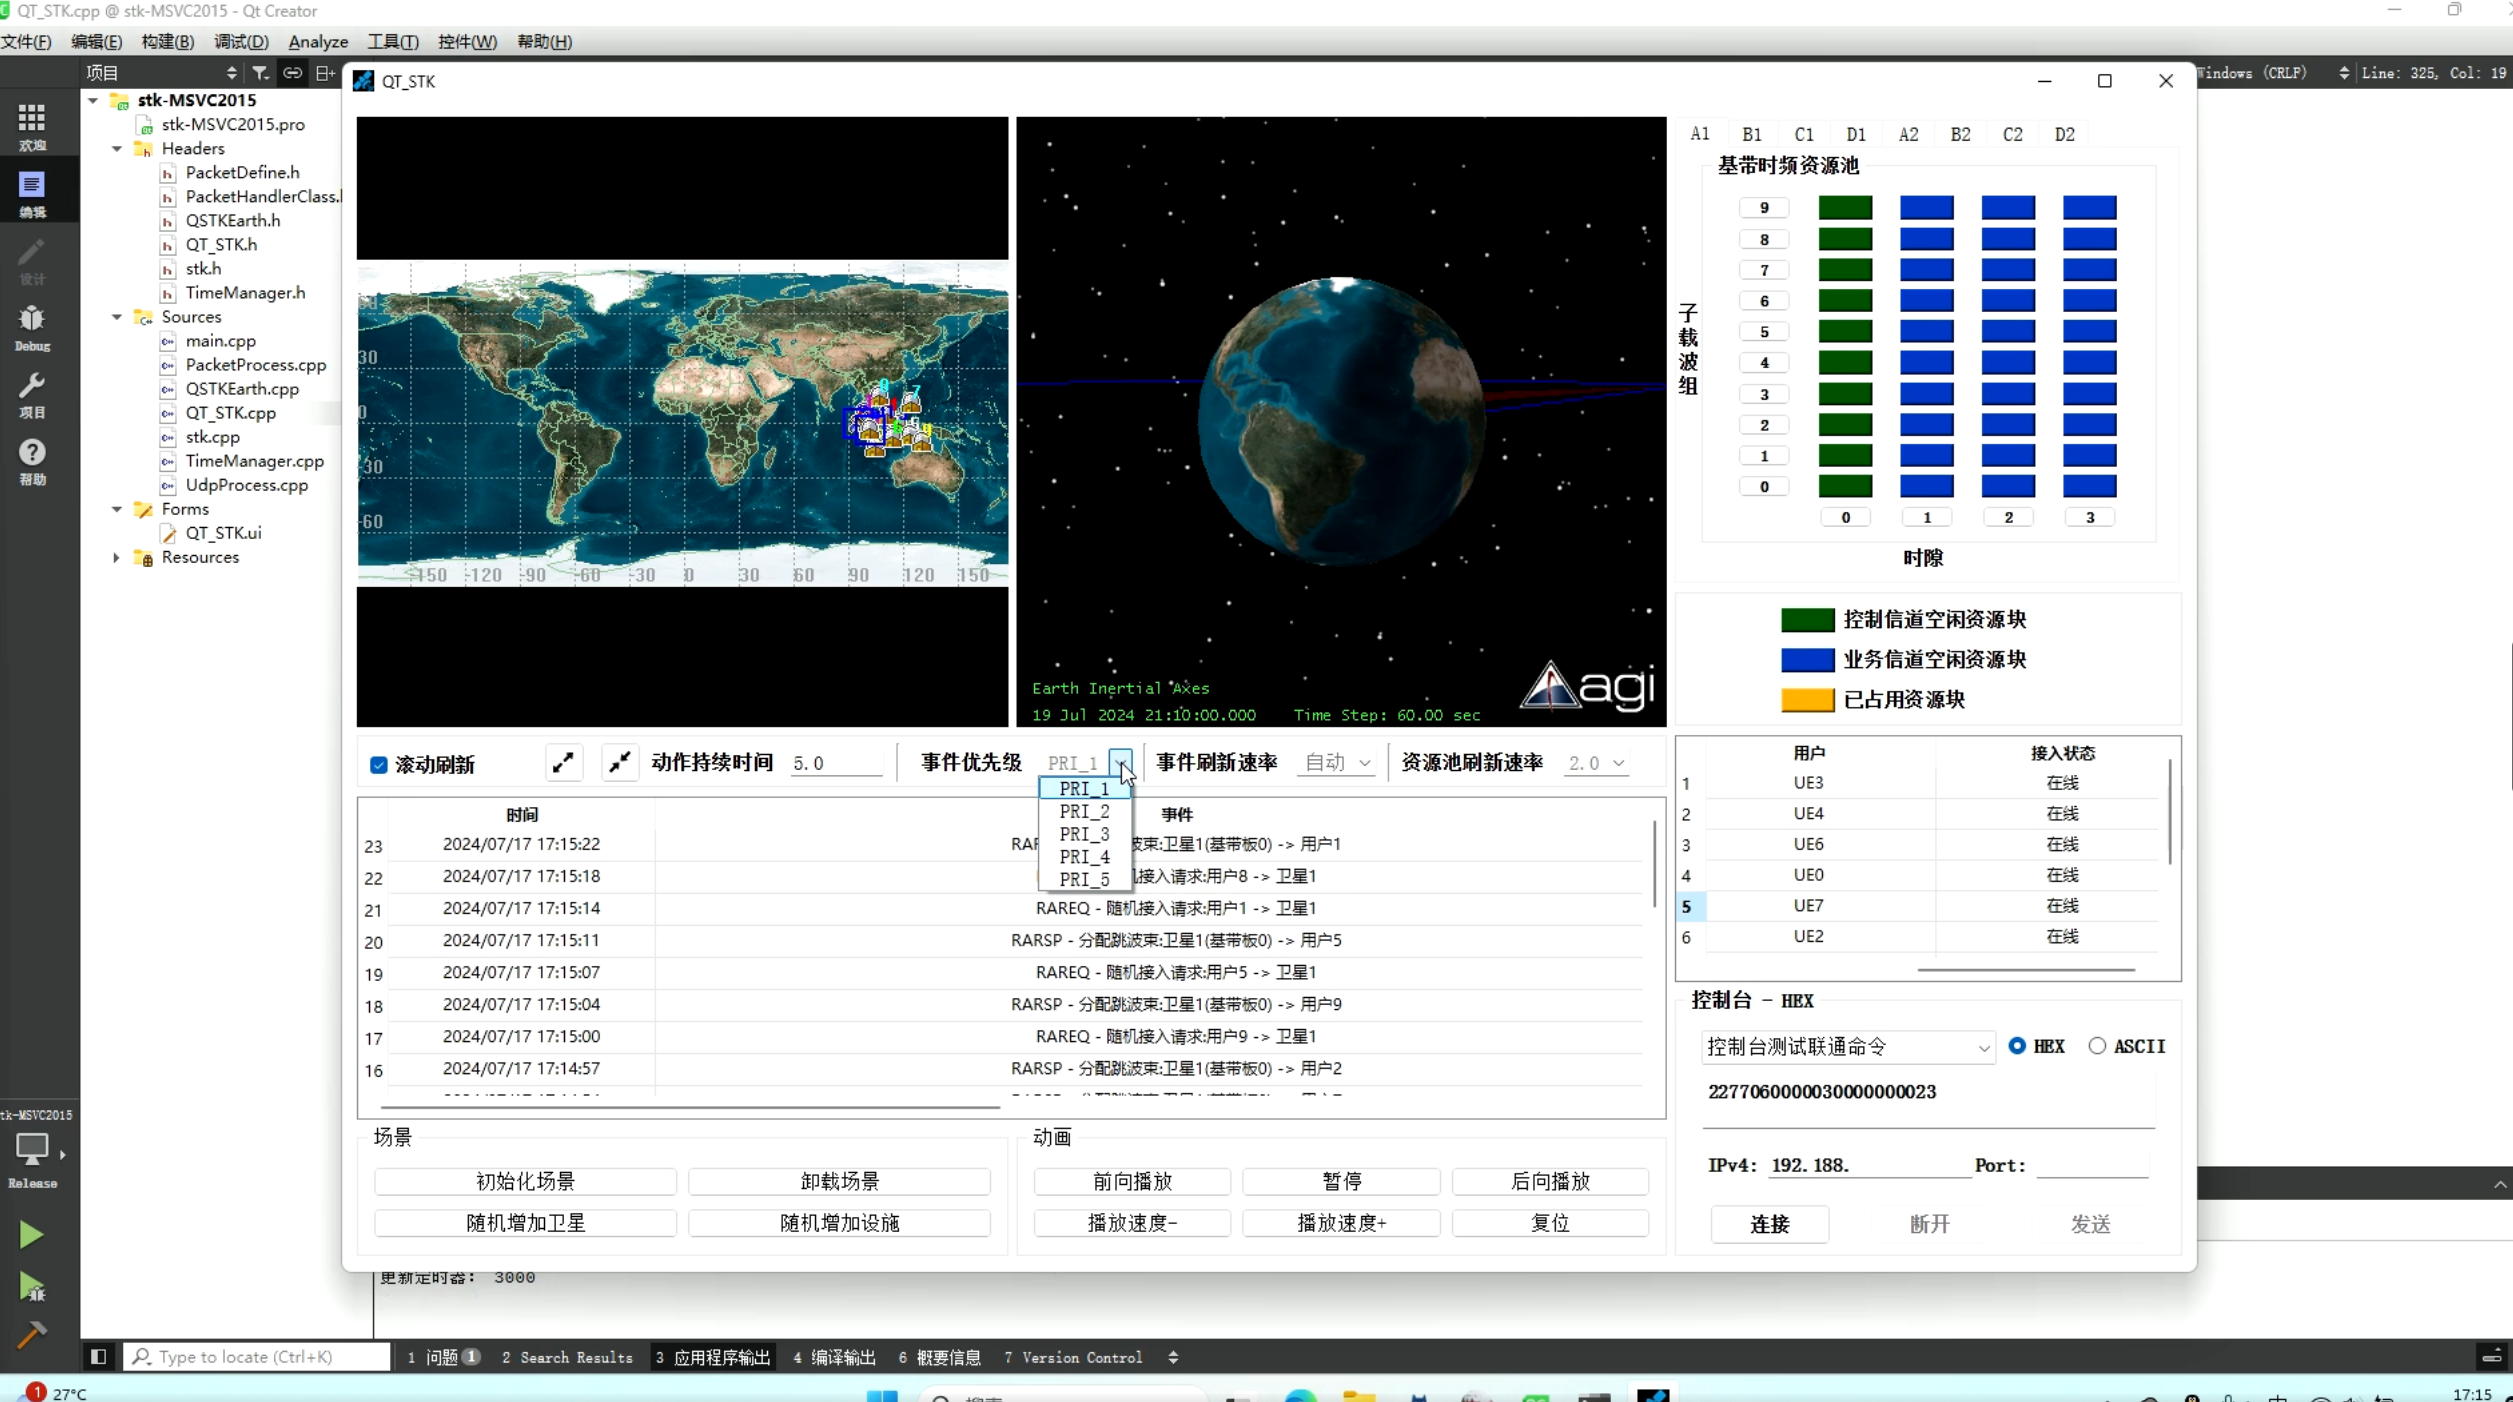 QT_STK.cpp @ stk-MSVC2015 - Qt Creator
文件(F) 编辑(E) 构建(B) 调试(D) Analyze 工具(T) 控件(W) 帮助(H)
项目
Windows (CRLF) Line: 325, Col: 19
欢迎
编辑
设计
Debug
项目
帮助
stk-MSVC2015
stk-MSVC2015.pro
Headers
PacketDefine.h
PacketHandlerClass.
QSTKEarth.h
QT_STK.h
stk.h
TimeManager.h
Sources
main.cpp
PacketProcess.cpp
QSTKEarth.cpp
QT_STK.cpp
stk.cpp
TimeManager.cpp
UdpProcess.cpp
Forms
QT_STK.ui
Resources
QT_STK
30
0
-30
-60
-150 -120 -90 -60 -30 0 30 60 90 120 150
7
Earth Inertial Axes
19 Jul 2024 21:10:00.000 Time Step: 60.00 sec
agi
A1 B1 C1 D1 A2 B2 C2 D2
基带时频资源池
子载波组
9
8
7
6
5
4
3
2
1
0
0 1 2 3
时隙
控制信道空闲资源块
业务信道空闲资源块
已占用资源块
滚动刷新 动作持续时间 5.0 事件优先级 PRI_1 事件刷新速率 自动 资源池刷新速率 2.0
PRI_1
PRI_2
PRI_3
PRI_4
PRI_5
时间 事件
23 2024/07/17 17:15:22 波束:卫星1(基带板0) -> 用户1
22 2024/07/17 17:15:18 接入请求:用户8 -> 卫星1
21 2024/07/17 17:15:14 RAREQ - 随机接入请求:用户1 -> 卫星1
20 2024/07/17 17:15:11 RARSP - 分配跳波束:卫星1(基带板0) -> 用户5
19 2024/07/17 17:15:07 RAREQ - 随机接入请求:用户5 -> 卫星1
18 2024/07/17 17:15:04 RARSP - 分配跳波束:卫星1(基带板0) -> 用户9
17 2024/07/17 17:15:00 RAREQ - 随机接入请求:用户9 -> 卫星1
16 2024/07/17 17:14:57 RARSP - 分配跳波束:卫星1(基带板0) -> 用户2
用户 接入状态
1 UE3 在线
2 UE4 在线
3 UE6 在线
4 UE0 在线
5 UE7 在线
6 UE2 在线
控制台 - HEX
控制台测试联通命令 HEX ASCII
2277060000030000000023
IPv4: 192.188. Port:
连接 断开 发送
场景
初始化场景 卸载场景
随机增加卫星 随机增加设施
动画
前向播放 暂停 后向播放
播放速度- 播放速度+ 复位
更新定时器: 3000
tk-MSVC2015
Release
Type to locate (Ctrl+K) 1 问题 1 2 Search Results 3 应用程序输出 4 编译输出 6 概要信息 7 Version Control
1 27°C
17:15